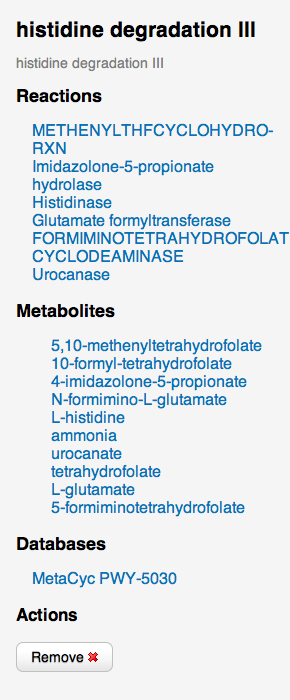 histidine degradation III
histidine degradation III
Reactions
METHENYLTHFCYCLOHYDRO-
RXN
Imidazolone-5-propionate
hydrolase
Histidinase
Glutamate formyltransferase
FORMIMINOTETRAHYDROFOLAT
CYCLODEAMINASE
Urocanase
Metabolites
5,10-methenyltetrahydrofolate
10-formyl-tetrahydrofolate
4-imidazolone-5-propionate
N-formimino-L-glutamate
L-histidine
ammonia
urocanate
tetrahydrofolate
L-glutamate
5-formiminotetrahydrofolate
Databases
MetaCyc PWY-5030
Actions
Remove